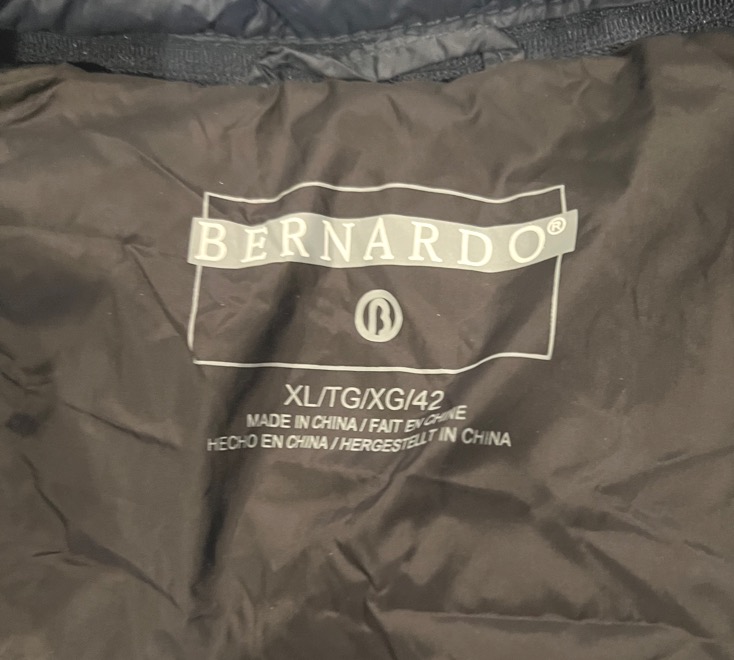 BERNARDO®
B
XL/TG/XG/42
MADE IN CHINA / FAIT EN CHINE
HECHO EN CHINA / HERGESTELLT IN CHINA